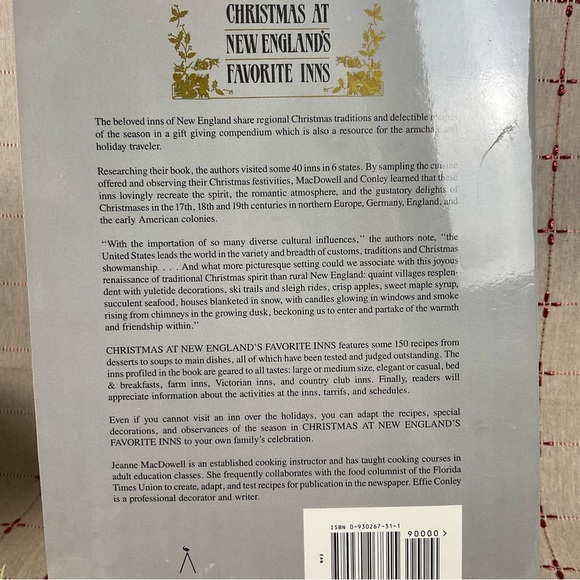 CHRISTMAS AT
NEW ENGLAND'S
FAVORITE INNS
The beloved inns of New England share regional Christmas traditions and delectible
of the season in a gift giving compendium which is also a resource for the armchair and
holiday traveler.
Researching their book, the authors visited some 40 inns in 6 states. By sampling the cuisine
offered and observing their Christmas festivities, MacDowell and Conley learned that these
inns lovingly recreate the spirit, the romantic atmosphere, and the gustatory delights of
Christmases in the 17th, 18th and 19th centuries in northern Europe, Germany, England, and
the early American colonies.
"With the importation of so many diverse cultural influences," the authors note, "the
United States leads the world in the variety and breadth of customs, traditions and Christmas
showmanship. . . . And what more picturesque setting could we associate with this joyous
renaissance of traditional Christmas spirit than rural New England: quaint villages resplen-
dent with yuletide decorations, ski trails and sleigh rides, crisp apples, sweet maple syrup,
succulent seafood, houses blanketed in snow, with candles glowing in windows and smoke
rising from chimneys in the growing dusk, beckoning us to enter and partake of the warmth
and friendship within."
CHRISTMAS AT NEW ENGLAND'S FAVORITE INNS features some 150 recipes from
desserts to soups to main dishes, all of which have been tested and judged outstanding. The
inns profiled in the book are geared to all tastes: large or medium size, elegant or casual, bed
& breakfasts, farm inns, Victorian inns, and country club inns. Finally, readers will
appreciate information about the activities at the inns, tarrifs, and schedules.
Even if you cannot visit an inn over the holidays, you can adapt the recipes, special
decorations, and observances of the season in CHRISTMAS AT NEW ENGLAND'S
FAVORITE INNS to your own family's celebration.
Jeanne MacDowell is an established cooking instructor and has taught cooking courses in
adult education classes. She frequently collaborates with the food columnist of the Florida
Times Union to create, adapt, and test recipes for publication in the newspaper. Effie Conley
is a professional decorator and writer.
ISBN 0-930267-31-1
90000>
EAN